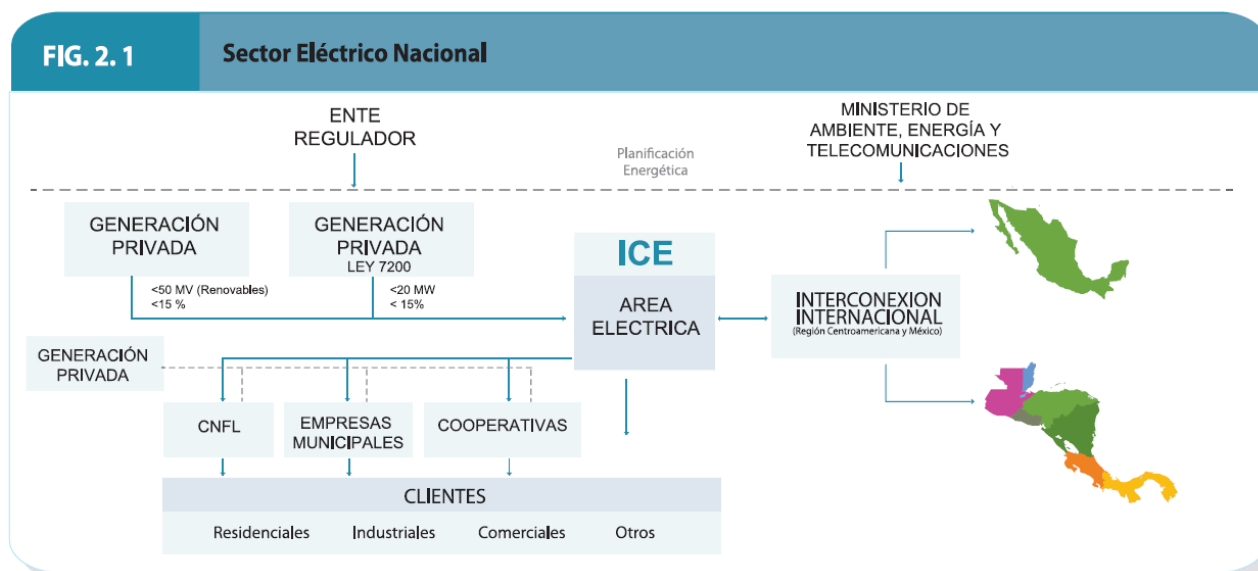 FIG. 2. 1
Sector Eléctrico Nacional
ENTE
REGULADOR
Planificación
Energética
MINISTERIO DE
AMBIENTE, ENERGÍA Y
TELECOMUNICACIONES
GENERACIÓN
PRIVADA
GENERACIÓN
PRIVADA
LEY 7200
<50 MV (Renovables)
<15 %
<20 MW
< 15%
ICE
AREA
ELECTRICA
INTERCONEXION
INTERNACIONAL
(Región Centroamericana y México)
GENERACIÓN
PRIVADA
CNFL
EMPRESAS
MUNICIPALES
COOPERATIVAS
CLIENTES
Residenciales
Industriales
Comerciales
Otros